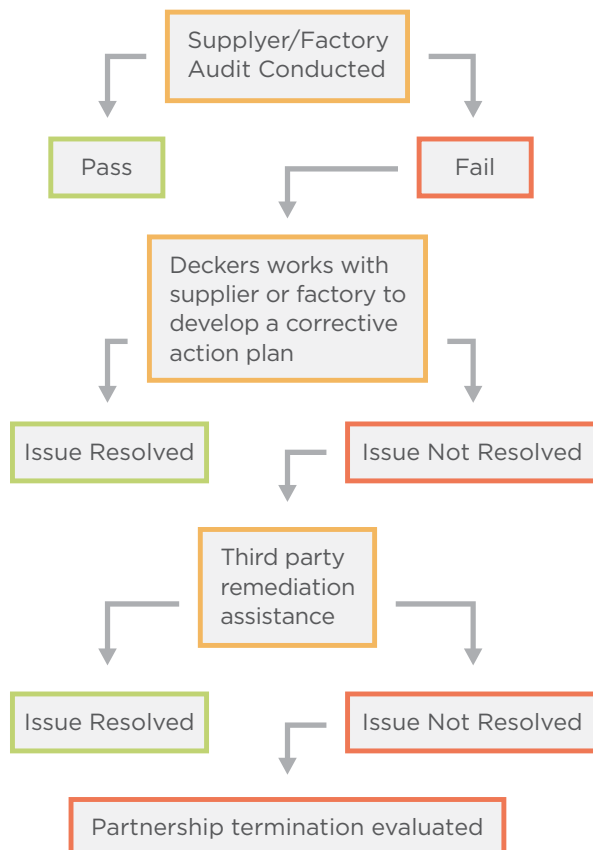 Supplyer/Factory
Audit Conducted
Pass
Fail
Deckers works with
supplier or factory to
develop a corrective
action plan
Issue Resolved
Issue Not Resolved
Third party
remediation
assistance
Issue Resolved
Issue Not Resolved
Partnership termination evaluated